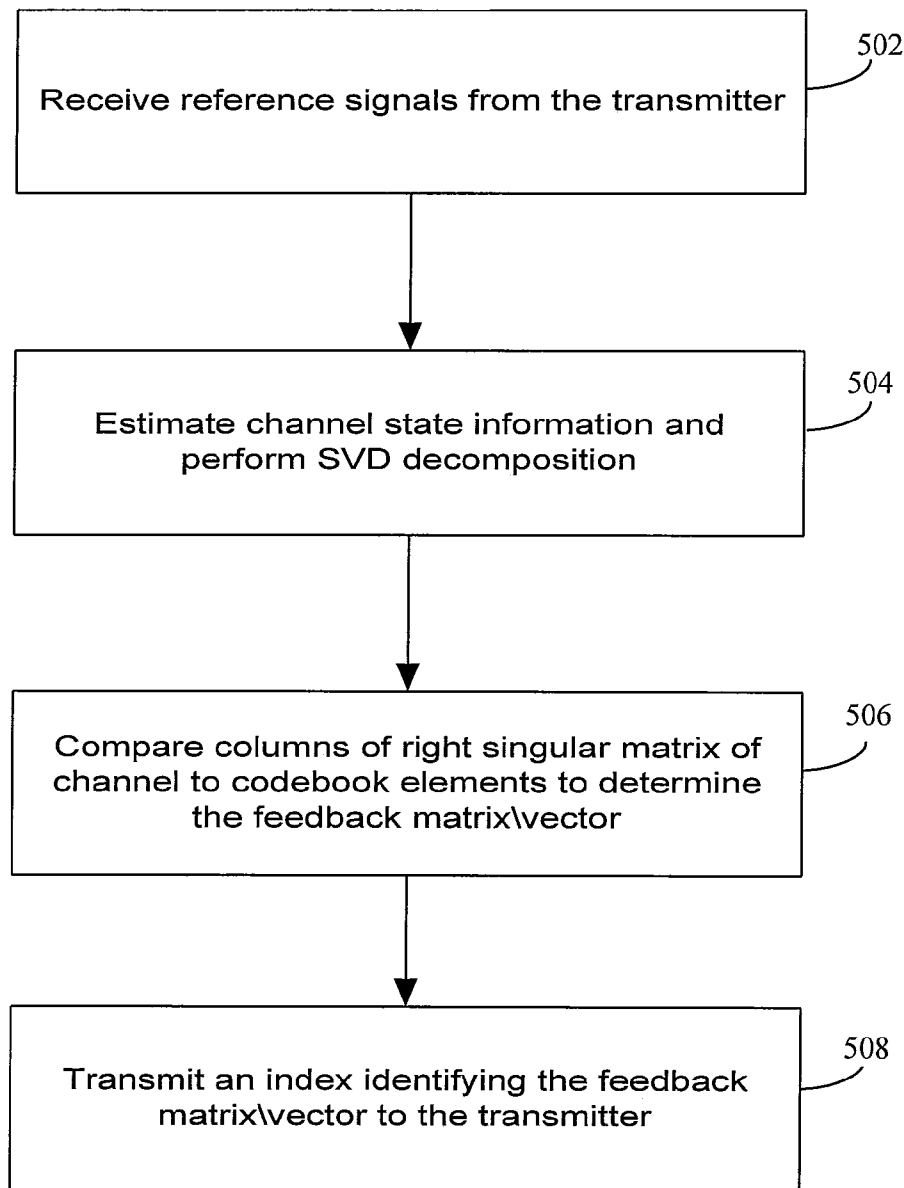 502
Receive reference signals from the transmitter
504
Estimate channel state information and
perform SVD decomposition
506
Compare columns of right singular matrix of
channel to codebook elements to determine
the feedback matrix\vector
508
Transmit an index identifying the feedback
matrix\vector to the transmitter